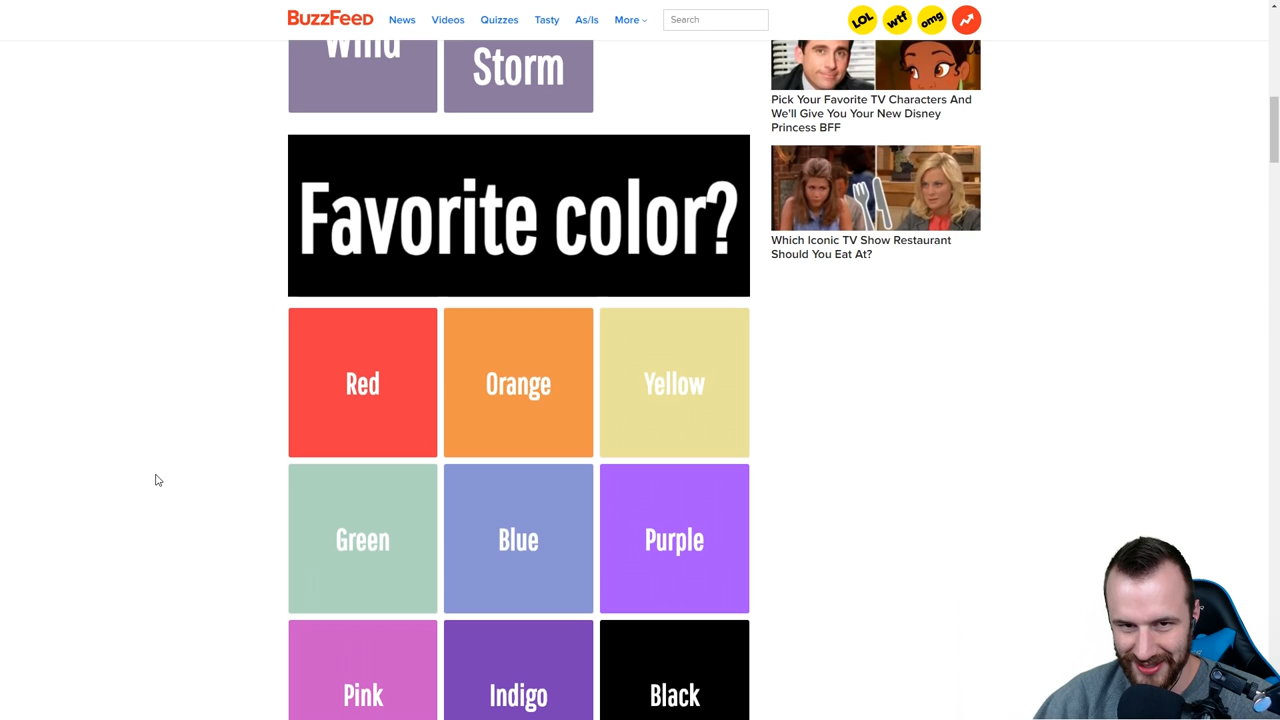 BuzzFeed News Videos Quizzes Tasty As/Is More Search LOL wtf omg
Wind
Storm
Favorite color?
Red Orange Yellow
Green Blue Purple
Pink Indigo Black
Pick Your Favorite TV Characters And
We'll Give You Your New Disney
Princess BFF
Which Iconic TV Show Restaurant
Should You Eat At?